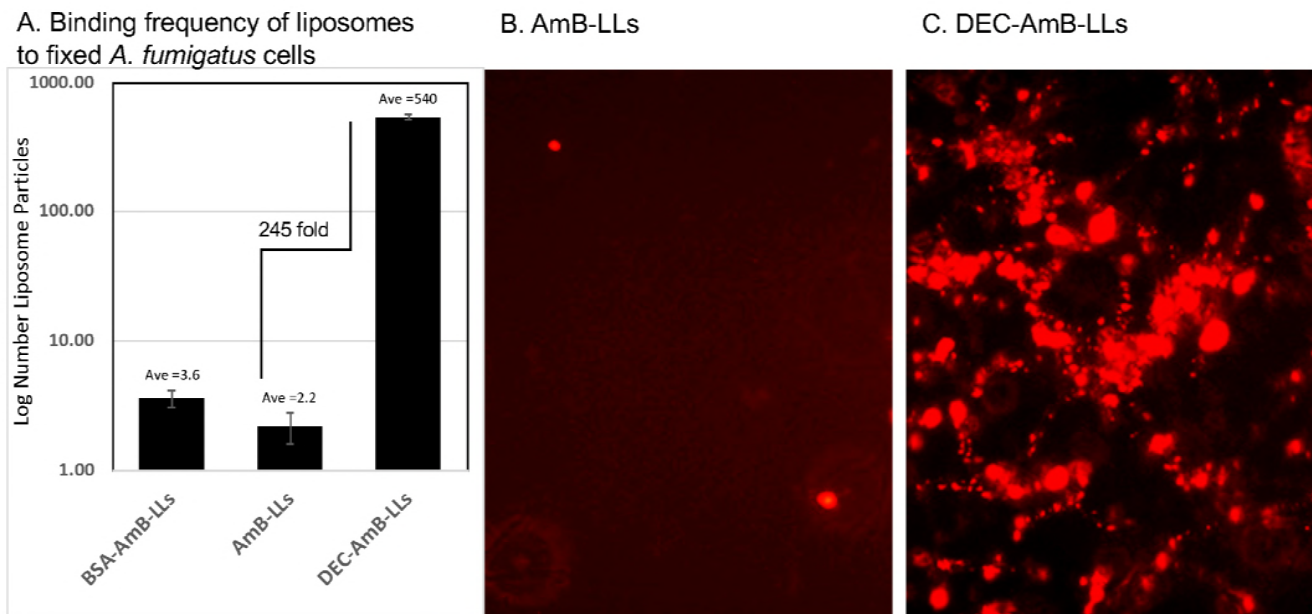 A. Binding frequency of liposomes
to fixed A. fumigatus cells
B. AmB-LLs
C. DEC-AmB-LLs
Log Number Liposome Particles
1000.00
100.00
10.00
1.00
Ave =3.6
Ave =2.2
Ave =540
245 fold
BSA-AmB-LLs
AmB-LLs
DEC-AmB-LLs